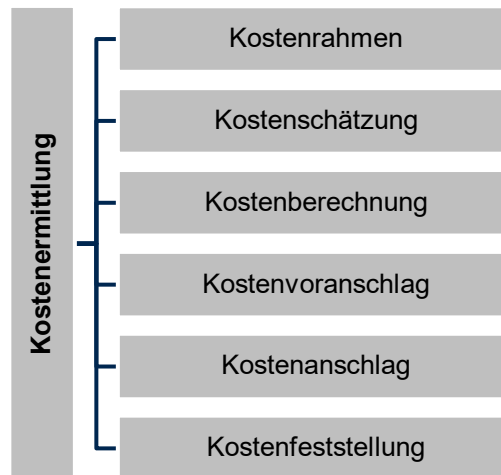 Kostenermittlung
Kostenrahmen
Kostenschätzung
Kostenberechnung
Kostenvoranschlag
Kostenanschlag
Kostenfeststellung